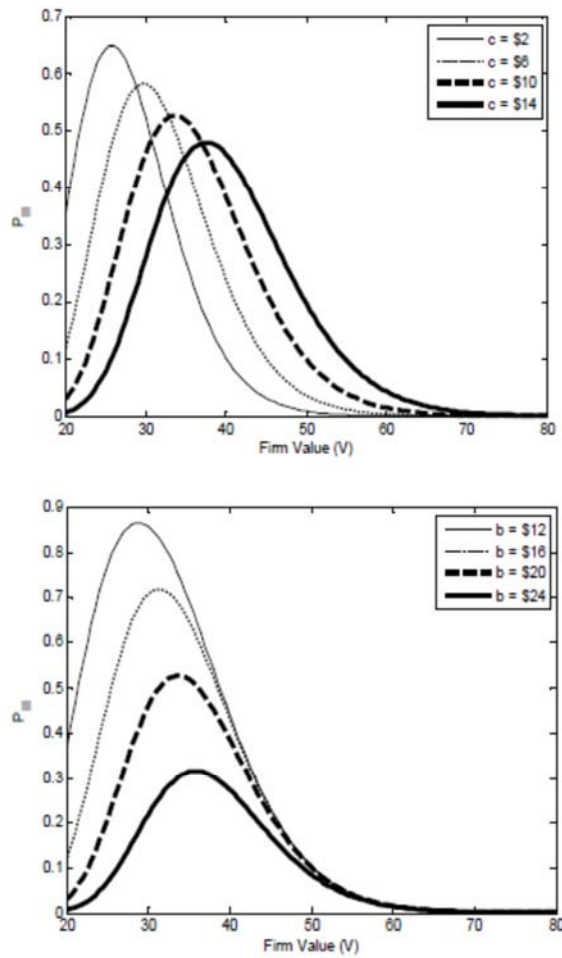 0.7
0.6
0.5
0.4
0.3
0.2
0.1
0
P III
20 30 40 50 60 70 80
Firm Value (V)
c = $2
c = $6
c = $10
c = $14
0.9
0.8
0.7
0.6
0.5
0.4
0.3
0.2
0.1
0
P III
20 30 40 50 60 70 80
Firm Value (V)
b = $12
b = $16
b = $20
b = $24